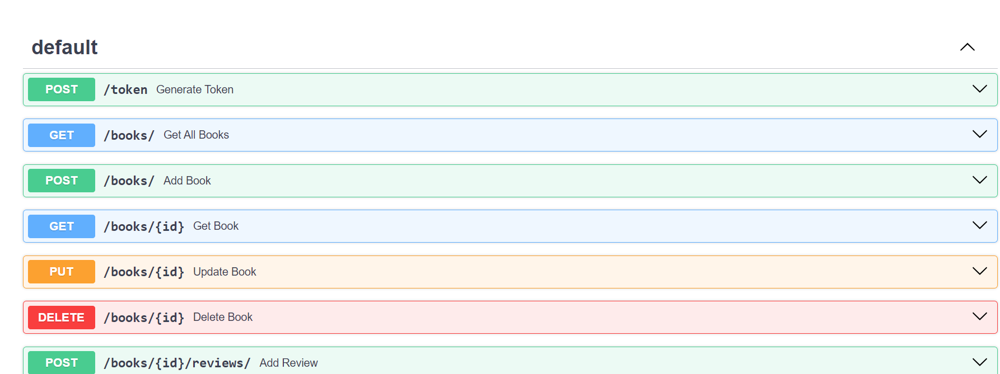 default
POST /token Generate Token
GET /books/ Get All Books
POST /books/ Add Book
GET /books/{id} Get Book
PUT /books/{id} Update Book
DELETE /books/{id} Delete Book
POST /books/{id}/reviews/ Add Review